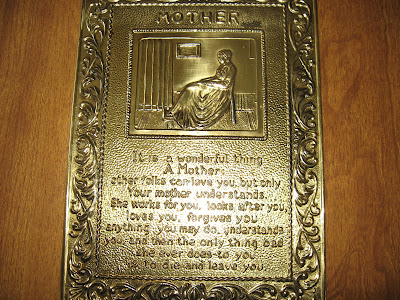 MOTHER
It is a wonderful thing
A Mother:
other folks can love you, but only
Your mother understands.
She works for you, looks after you,
loves you, forgives you
anything you may do, understands
you, and then the only thing bad
she ever does to you
is to die and leave you.